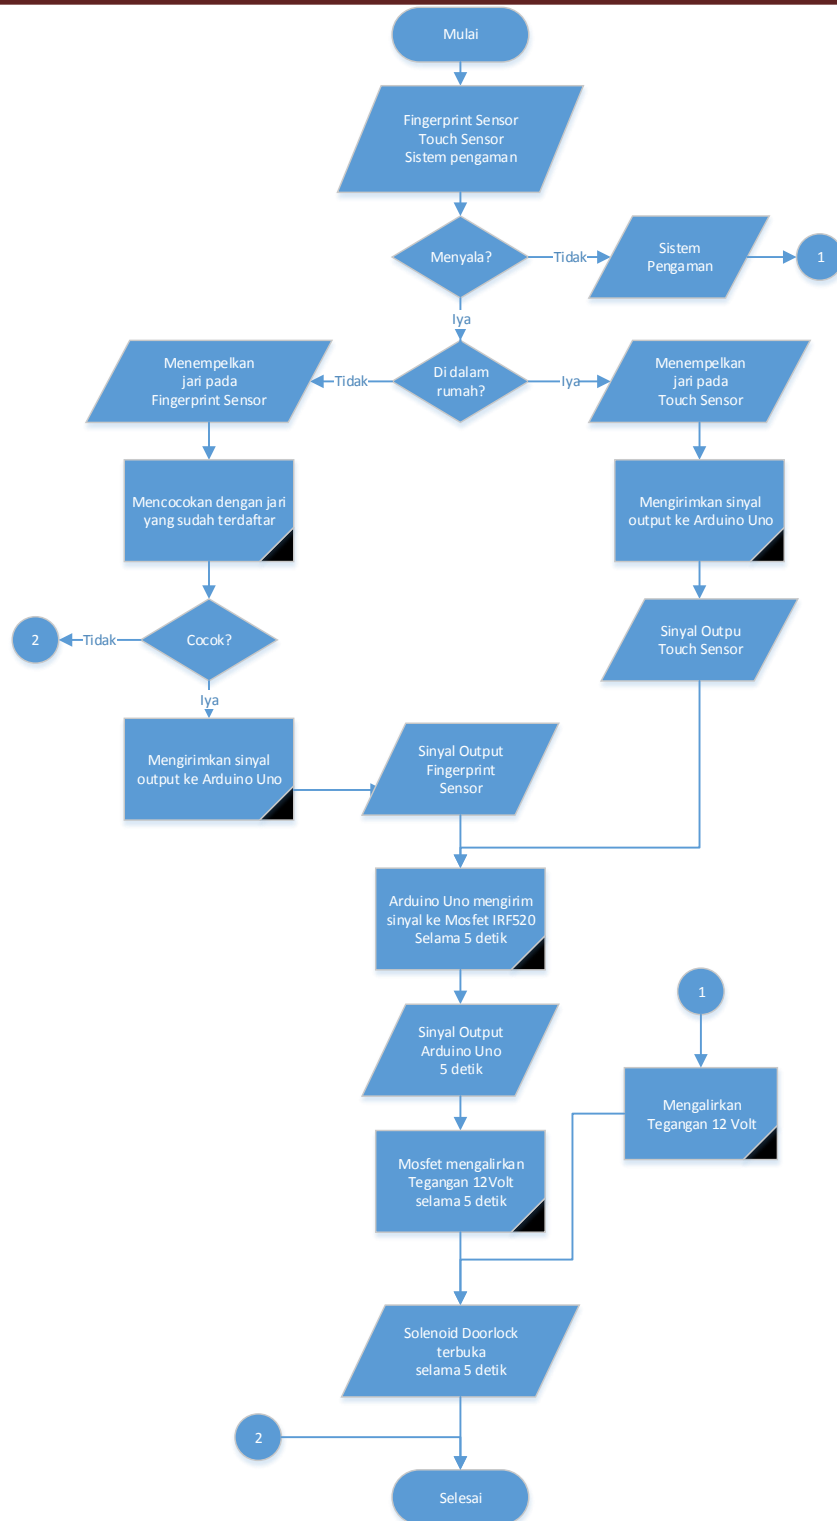 Mulai
Fingerprint Sensor
Touch Sensor
Sistem pengaman
Menyala?
Tidak
Sistem
Pengaman
1
Iya
Di dalam
rumah?
Tidak
Iya
Menempelkan
jari pada
Fingerprint Sensor
Menempelkan
jari pada
Touch Sensor
Mencocokan dengan jari
yang sudah terdaftar
Mengirimkan sinyal
output ke Arduino Uno
Cocok?
Tidak
2
Iya
Sinyal Outpu
Touch Sensor
Mengirimkan sinyal
output ke Arduino Uno
Sinyal Output
Fingerprint
Sensor
Arduino Uno mengirim
sinyal ke Mosfet IRF520
Selama 5 detik
Sinyal Output
Arduino Uno
5 detik
1
Mengalirkan
Tegangan 12 Volt
Mosfet mengalirkan
Tegangan 12Volt
selama 5 detik
Solenoid Doorlock
terbuka
selama 5 detik
2
Selesai